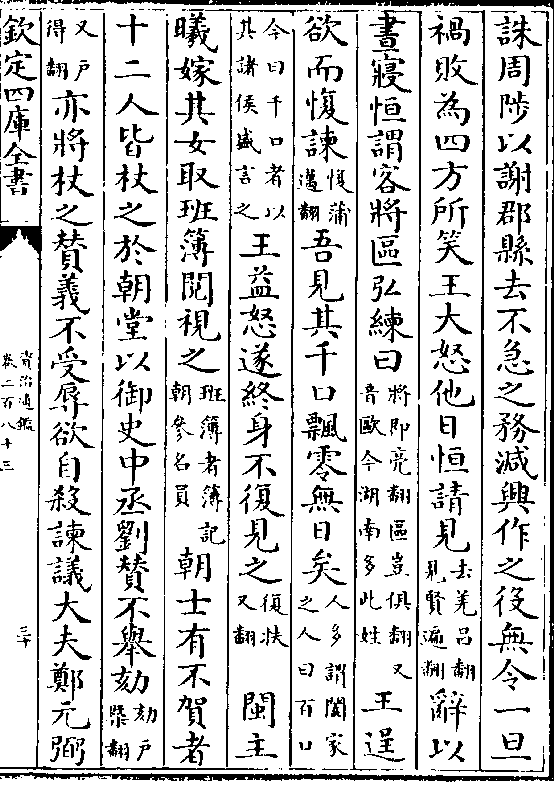 誅周陟以謝郡縣去不急之務減興作之役無令一旦
禍敗為四方所笑王大怒他日恒請見去羌呂翻見賢遍翻辭以
晝寢恒謂客將區弘練曰將即亮翻區豈俱翻又音歐今湖南多此姓王逞
欲而愎諫愎蒲邁翻吾見其千口飄零無日矣人多謂闔家之人曰百口
今曰千口者以其諸侯盛言之王益怒遂終身不復見之復扶又翻閩主
曦嫁其女取班簿閱視之班簿者簿記朝參名員朝士有不賀者
十二人皆杖之於朝堂以御史中丞劉贊不舉劾劾戶槩翻
又戶得翻亦將杖之贊義不受辱欲自殺諫議大夫鄭元弼
欽定四庫全書
資治通鑑
卷二百八十三
三十